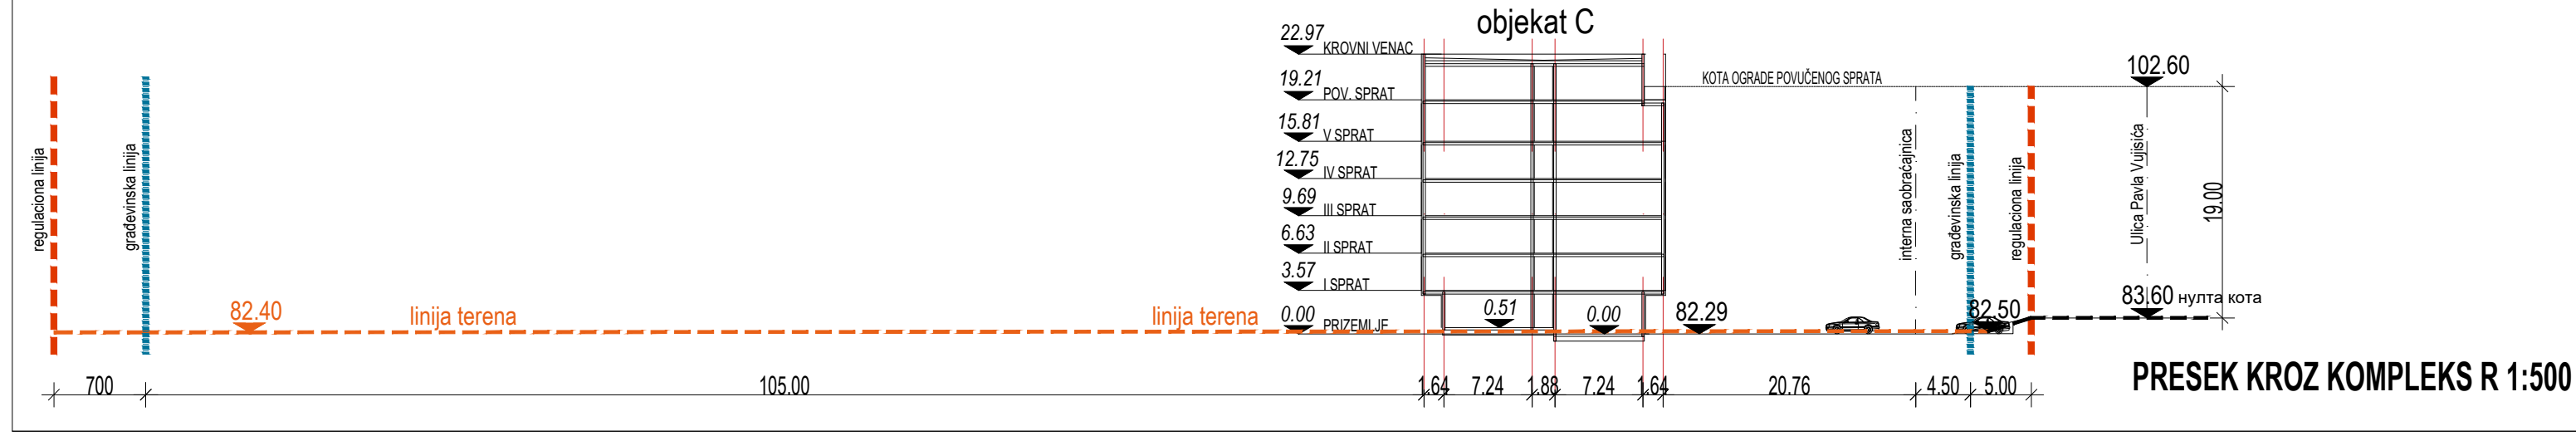 objekat C
22.97 KROVNI VENAC
19.21 POV. SPRAT
15.81 V SPRAT
12.75 IV SPRAT
9.69 III SPRAT
6.63 II SPRAT
3.57 I SPRAT
0.00 PRIZEMLJE
0.51
0.00
KOTA OGRADE POVUČENOG SPRATA
102.60
regulaciona linija
građevinska linija
82.40
linija terena
linija terena
82.29
interna saobraćajnica
građevinska linija
82.50
regulaciona linija
Ulica Pavla Vujisića
19.00
83.60 нулта кота
700 105.00 1.64 7.24 1.88 7.24 1.64 20.76 4.50 5.00
PRESEK KROZ KOMPLEKS R 1:500